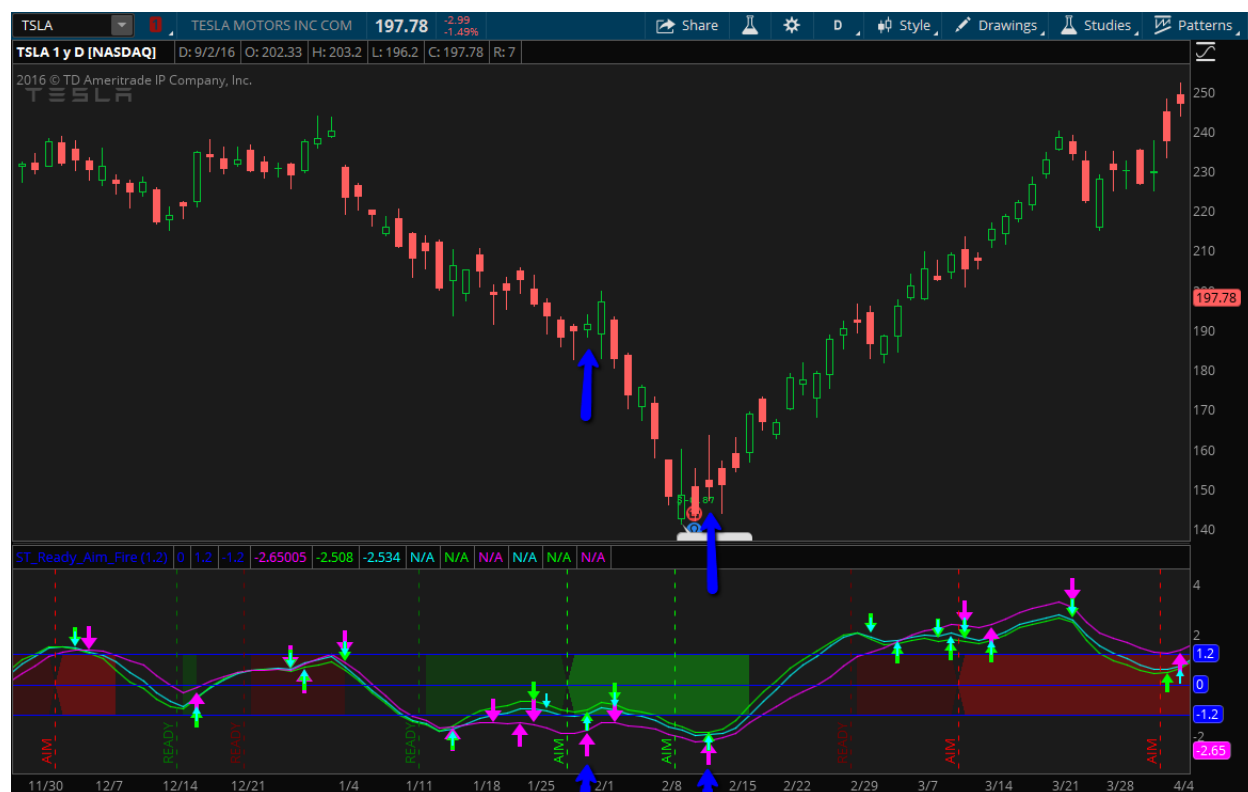 TSLA TESLA MOTORS INC COM 197.78 -2.99 -1.49% Share D Style Drawings Studies Patterns
TSLA 1 y D [NASDAQ] D: 9/2/16 O: 202.33 H: 203.2 L: 196.2 C: 197.78 R: 7
2016 © TD Ameritrade IP Company, Inc.
TESLA
250
240
230
220
210
197.78
190
180
170
160
150
140
ST_Ready_Aim_Fire (1.2) 0 1.2 -1.2 -2.65005 -2.508 -2.534 N/A N/A N/A N/A N/A N/A
4
2
1.2
0
-1.2
-2
-2.65
AIM READY READY READY AIM AIM READY AIM AIM
11/30 12/7 12/14 12/21 1/4 1/11 1/18 1/25 2/1 2/8 2/15 2/22 2/29 3/7 3/14 3/21 3/28 4/4